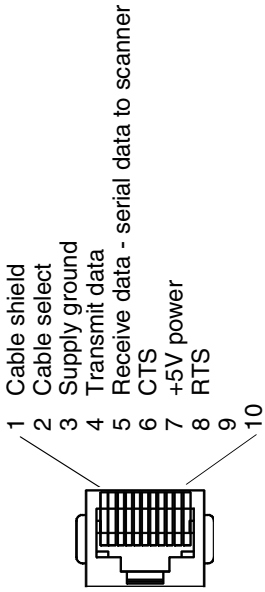 1 Cable shield
2 Cable select
3 Supply ground
4 Transmit data
5 Receive data - serial data to scanner
6 CTS
7 +5V power
8 RTS
9
10